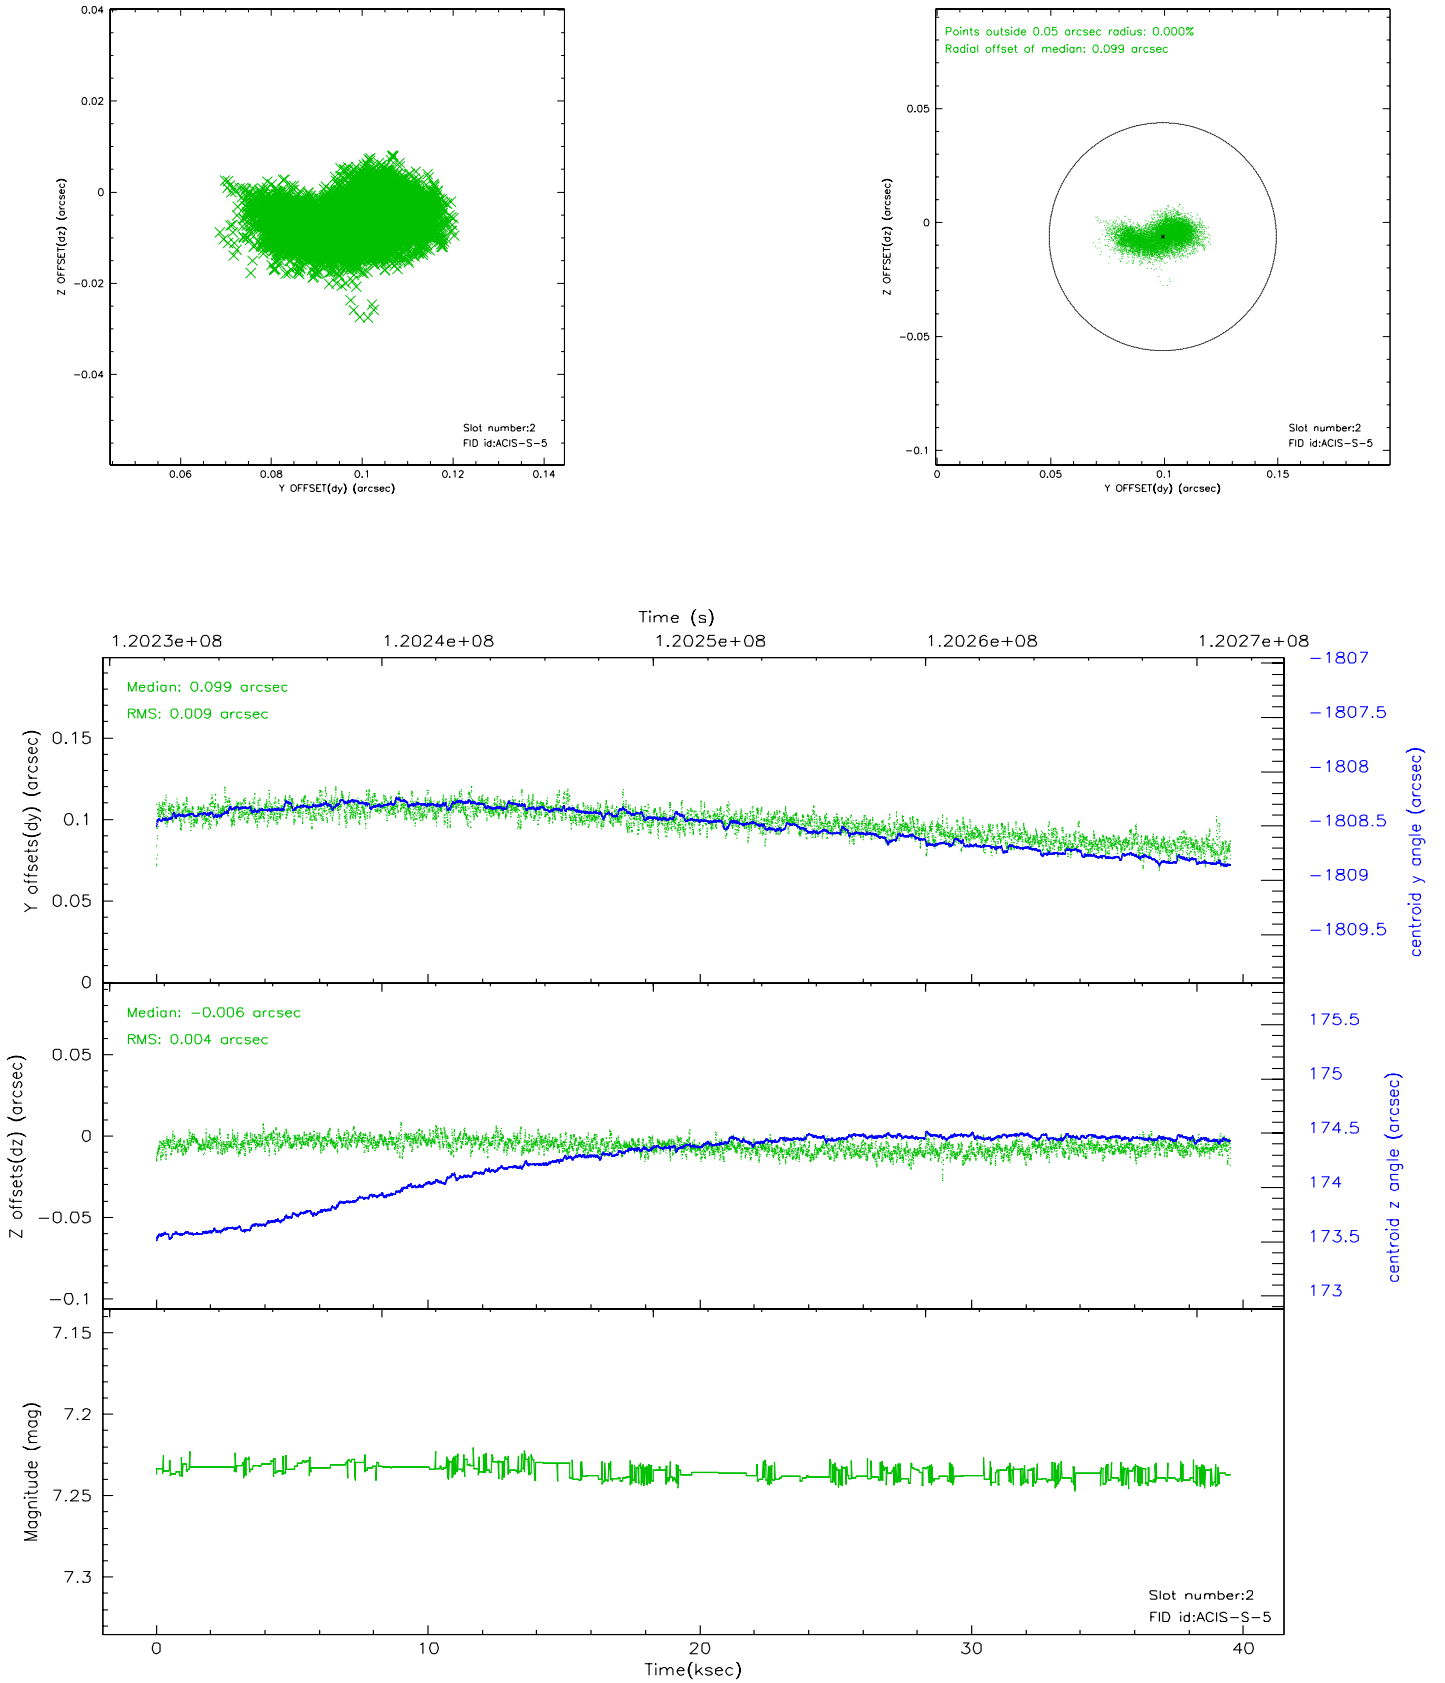 0.04
0.02
0
−0.02
−0.04
Z OFFSET(dz) (arcsec)
0.06
0.08
0.1
0.12
0.14
Y OFFSET(dy) (arcsec)
Slot number:2
FID id:ACIS−S−5
Points outside 0.05 arcsec radius: 0.000%
Radial offset of median: 0.099 arcsec
0.05
0
−0.05
−0.1
Z OFFSET(dz) (arcsec)
0
0.05
0.1
0.15
Y OFFSET(dy) (arcsec)
Slot number:2
FID id:ACIS−S−5
Time (s)
1.2023e+08
1.2024e+08
1.2025e+08
1.2026e+08
1.2027e+08
Median: 0.099 arcsec
RMS: 0.009 arcsec
0.15
0.1
0.05
0
Y offsets(dy) (arcsec)
−1807
−1807.5
−1808
−1808.5
−1809
−1809.5
centroid y angle (arcsec)
Median: −0.006 arcsec
RMS: 0.004 arcsec
0.05
0
−0.05
−0.1
Z offsets(dz) (arcsec)
175.5
175
174.5
174
173.5
173
centroid z angle (arcsec)
7.15
7.2
7.25
7.3
Magnitude (mag)
Slot number:2
FID id:ACIS−S−5
0
10
20
30
40
Time(ksec)